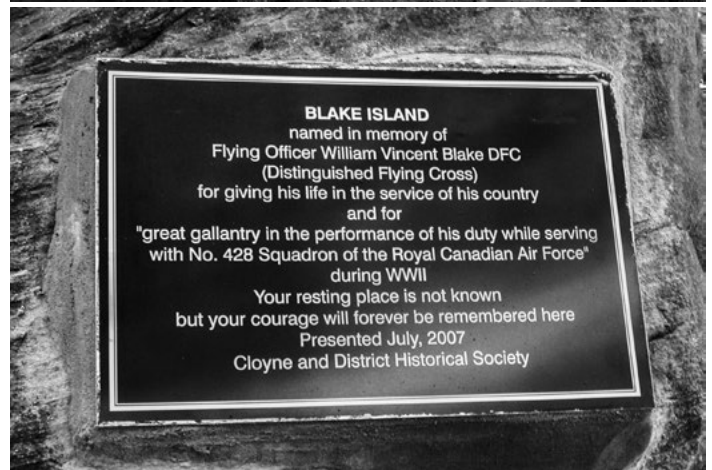 BLAKE ISLAND
named in memory of
Flying Officer William Vincent Blake DFC
(Distinguished Flying Cross)
for giving his life in the service of his country
and for
"great gallantry in the performance of his duty while serving
with No. 428 Squadron of the Royal Canadian Air Force"
during WWII
Your resting place is not known
but your courage will forever be remembered here
Presented July, 2007
Cloyne and District Historical Society